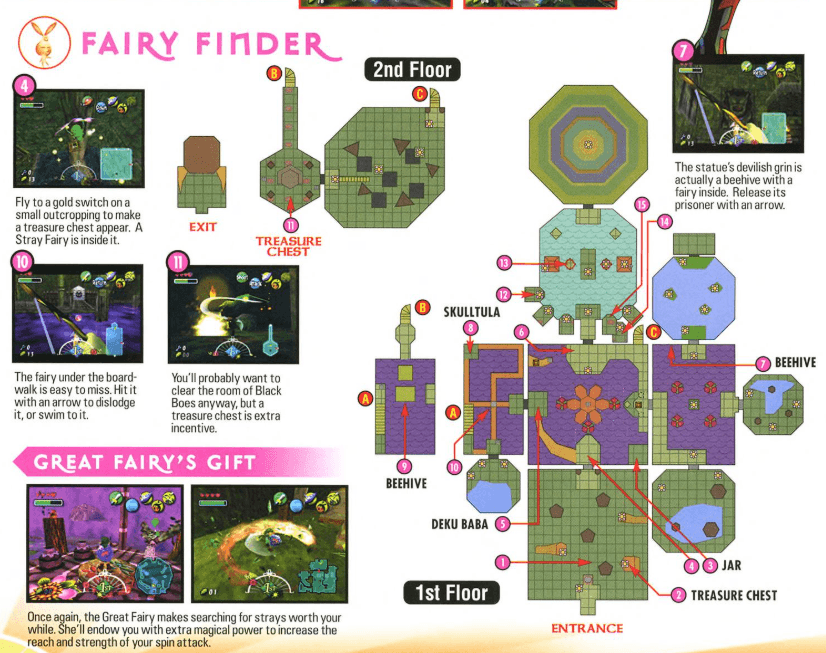 FAIRY FINDER
4
Fly to a gold switch on a
small outcropping to make
a treasure chest appear. A
Stray Fairy is inside it.
10
The fairy under the board-
walk is easy to miss. Hit it
with an arrow to dislodge
it, or swim to it.
11
You'll probably want to
clear the room of Black
Boes anyway, but a
treasure chest is extra
incentive.
7
The statue's devilish grin is
actually a beehive with a
fairy inside. Release its
prisoner with an arrow.
2nd Floor
B
C
EXIT
11
TREASURE
CHEST
15
14
13
12
SKULLTULA
8
6
C
B
7 BEEHIVE
A
A
9
BEEHIVE
10
DEKU BABA 5
4 3 JAR
1
2 TREASURE CHEST
1st Floor
ENTRANCE
GREAT FAIRY'S GIFT
Once again, the Great Fairy makes searching for strays worth your
while. She'll endow you with extra magical power to increase the
reach and strength of your spin attack.